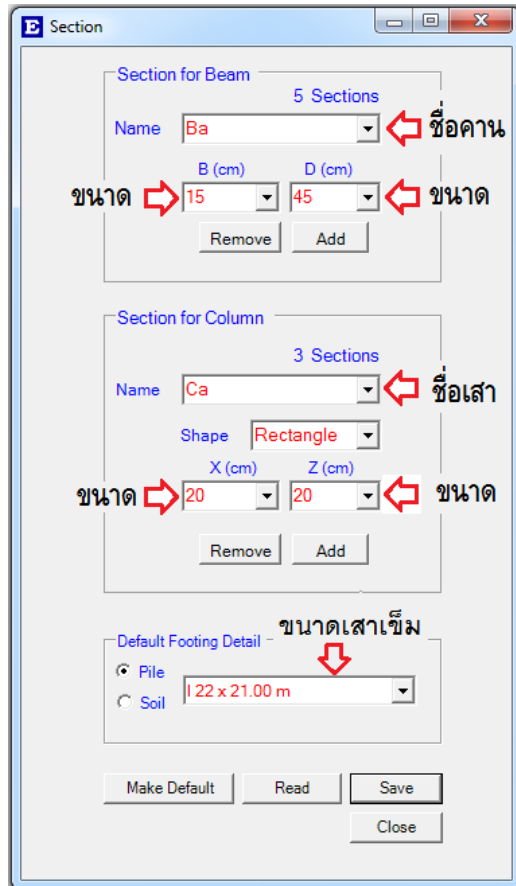 E Section
Section for Beam
5 Sections
Name Ba ชื่อคาน
B (cm) D (cm)
ขนาด 15 45 ขนาด
Remove Add
Section for Column
3 Sections
Name Ca ชื่อเสา
Shape Rectangle
X (cm) Z (cm)
ขนาด 20 20 ขนาด
Remove Add
ขนาดเสาเข็ม
Default Footing Detail
Pile
I 22 x 21.00 m
Soil
Make Default Read Save
Close